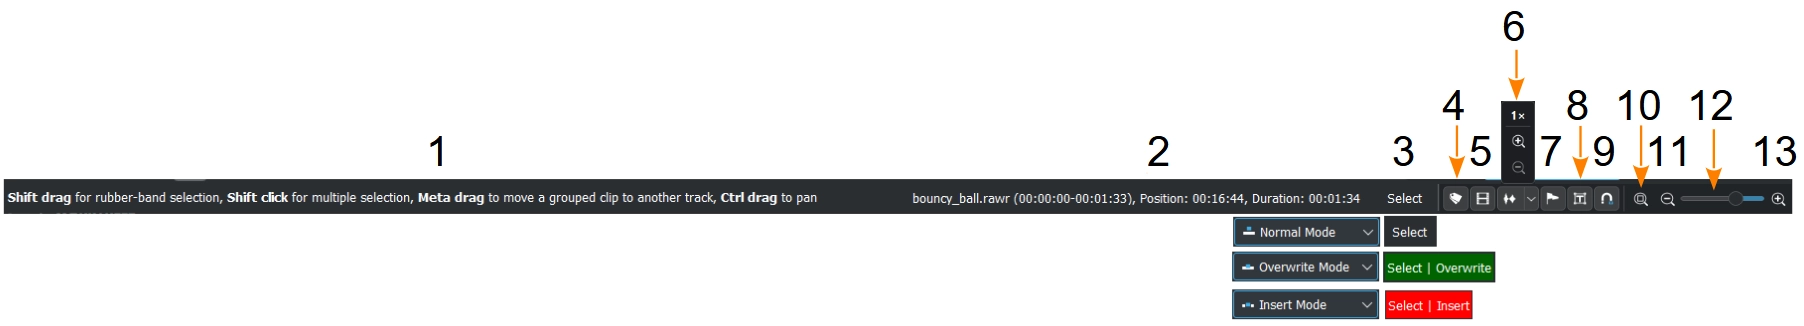 6
1×
4 8 10 12
1 2 3 5 7 9 11 13
Shift drag for rubber-band selection, Shift click for multiple selection, Meta drag to move a grouped clip to another track, Ctrl drag to pan bouncy_ball.rawr (00:00:00-00:01:33), Position: 00:16:44, Duration: 00:01:34 Select
Normal Mode Select
Overwrite Mode Select | Overwrite
Insert Mode Select | Insert